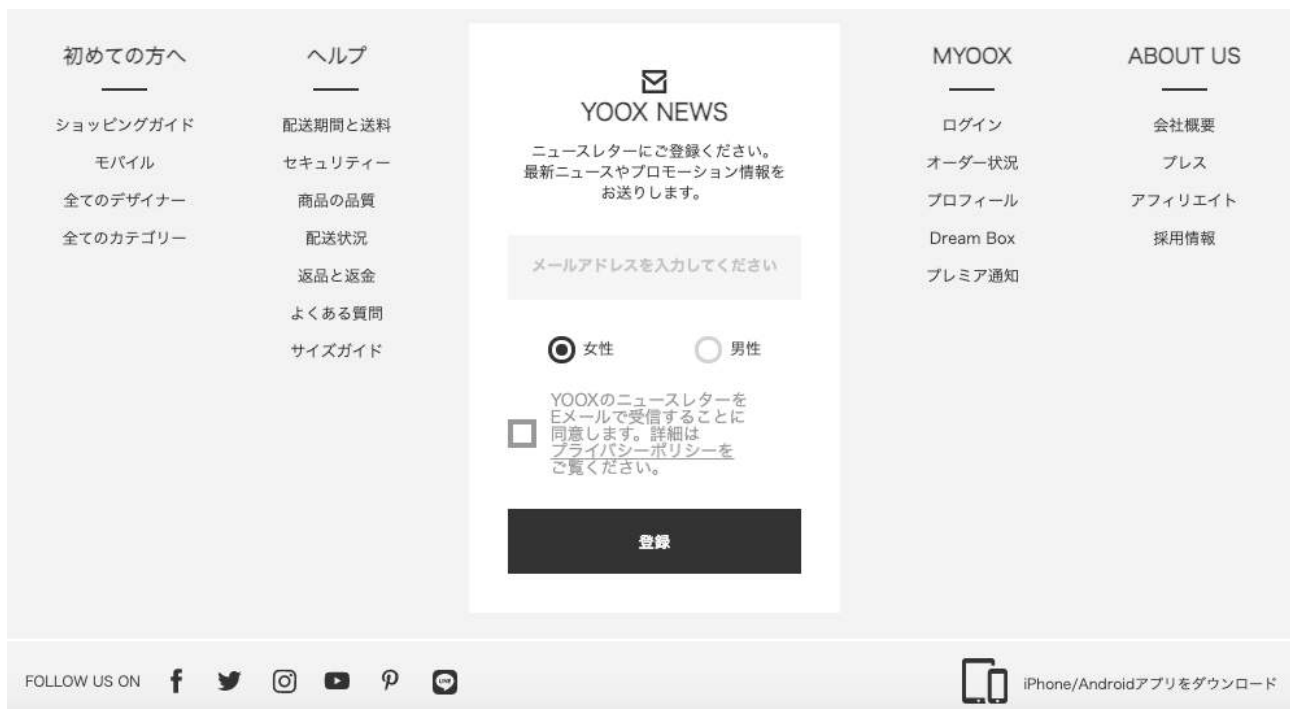 初めての方へ
ショッピングガイド
モバイル
全てのデザイナー
全てのカテゴリー
ヘルプ
配送期間と送料
セキュリティー
商品の品質
配送状況
返品と返金
よくある質問
サイズガイド
YOOX NEWS
ニュースレターにご登録ください。
最新ニュースやプロモーション情報を
お送りします。
メールアドレスを入力してください
女性 男性
YOOXのニュースレターを
Eメールで受信することに
同意します。詳細は
プライバシーポリシーを
ご覧ください。
登録
MYOOX
ログイン
オーダー状況
プロフィール
Dream Box
プレミア通知
ABOUT US
会社概要
プレス
アフィリエイト
採用情報
FOLLOW US ON
LINE
iPhone/Androidアプリをダウンロード